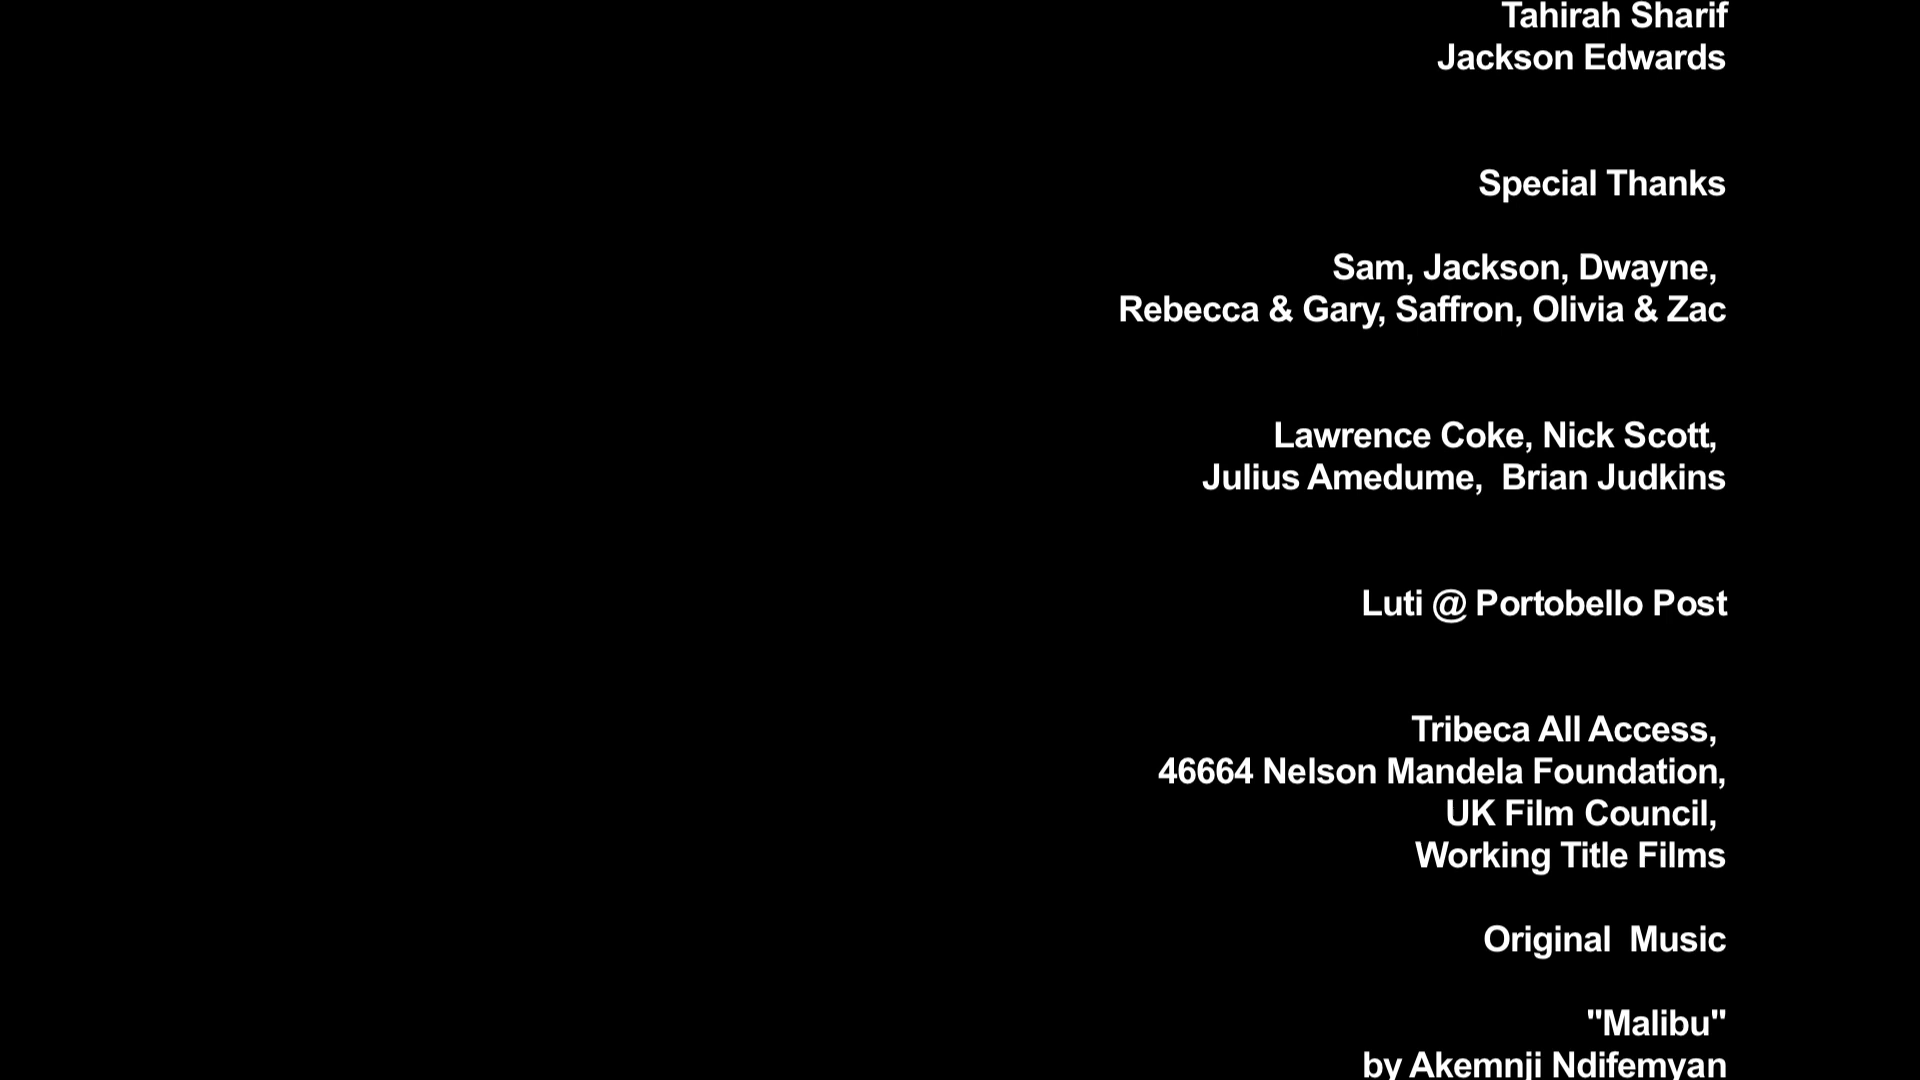 Tahirah Sharif
Jackson Edwards
Special Thanks
Sam, Jackson, Dwayne,
Rebecca & Gary, Saffron, Olivia & Zac
Lawrence Coke, Nick Scott,
Julius Amedume,  Brian Judkins
Luti @ Portobello Post
Tribeca All Access,
46664 Nelson Mandela Foundation,
UK Film Council,
Working Title Films
Original  Music
"Malibu"
by Akemnji Ndifemyan